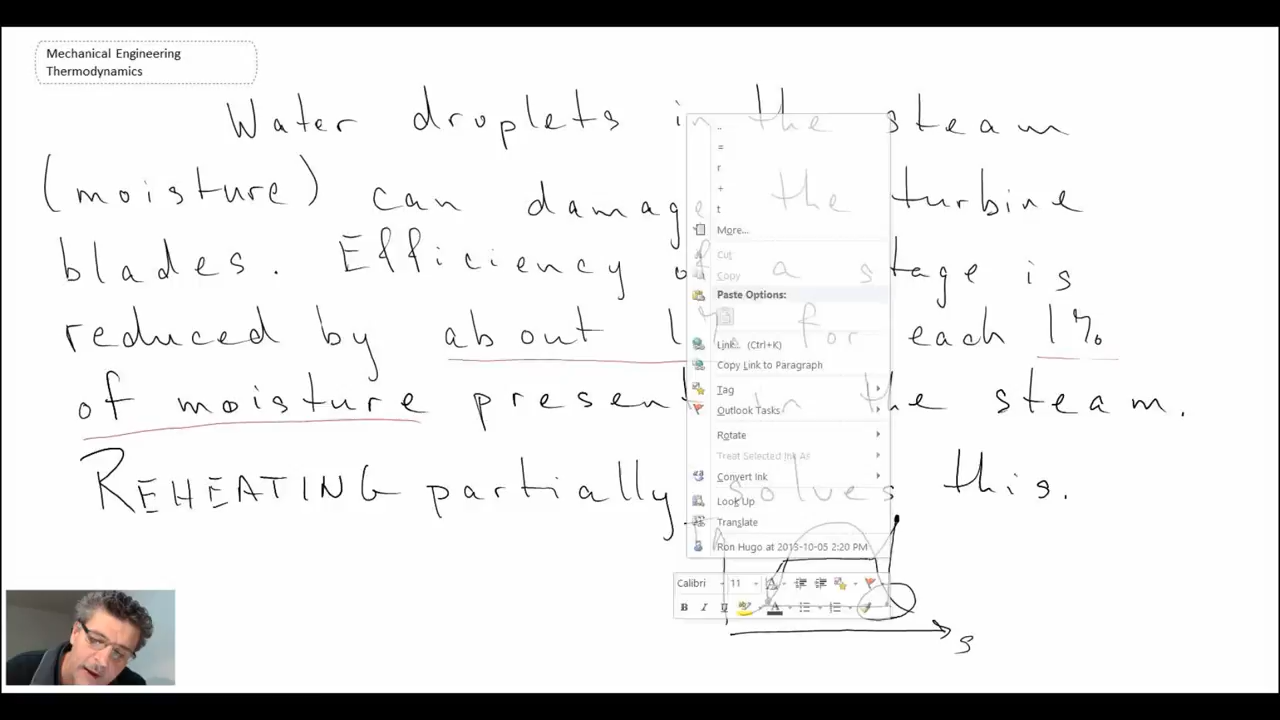 Mechanical Engineering
Thermodynamics
Water droplets in the steam
(moisture) can damage the turbine
blades. Efficiency of a stage is
reduced by about 1% for each 1%
of moisture present in the steam.
REHEATING partially solves this.
..
=
r
+
t
More...
Cut
Copy
Paste Options:
Link... (Ctrl+K)
Copy Link to Paragraph
Tag
Outlook Tasks
Rotate
Treat Selected Ink As
Convert Ink
Look Up
Translate
Ron Hugo at 2013-10-05 2:20 PM
Calibri 11
B I U A
s